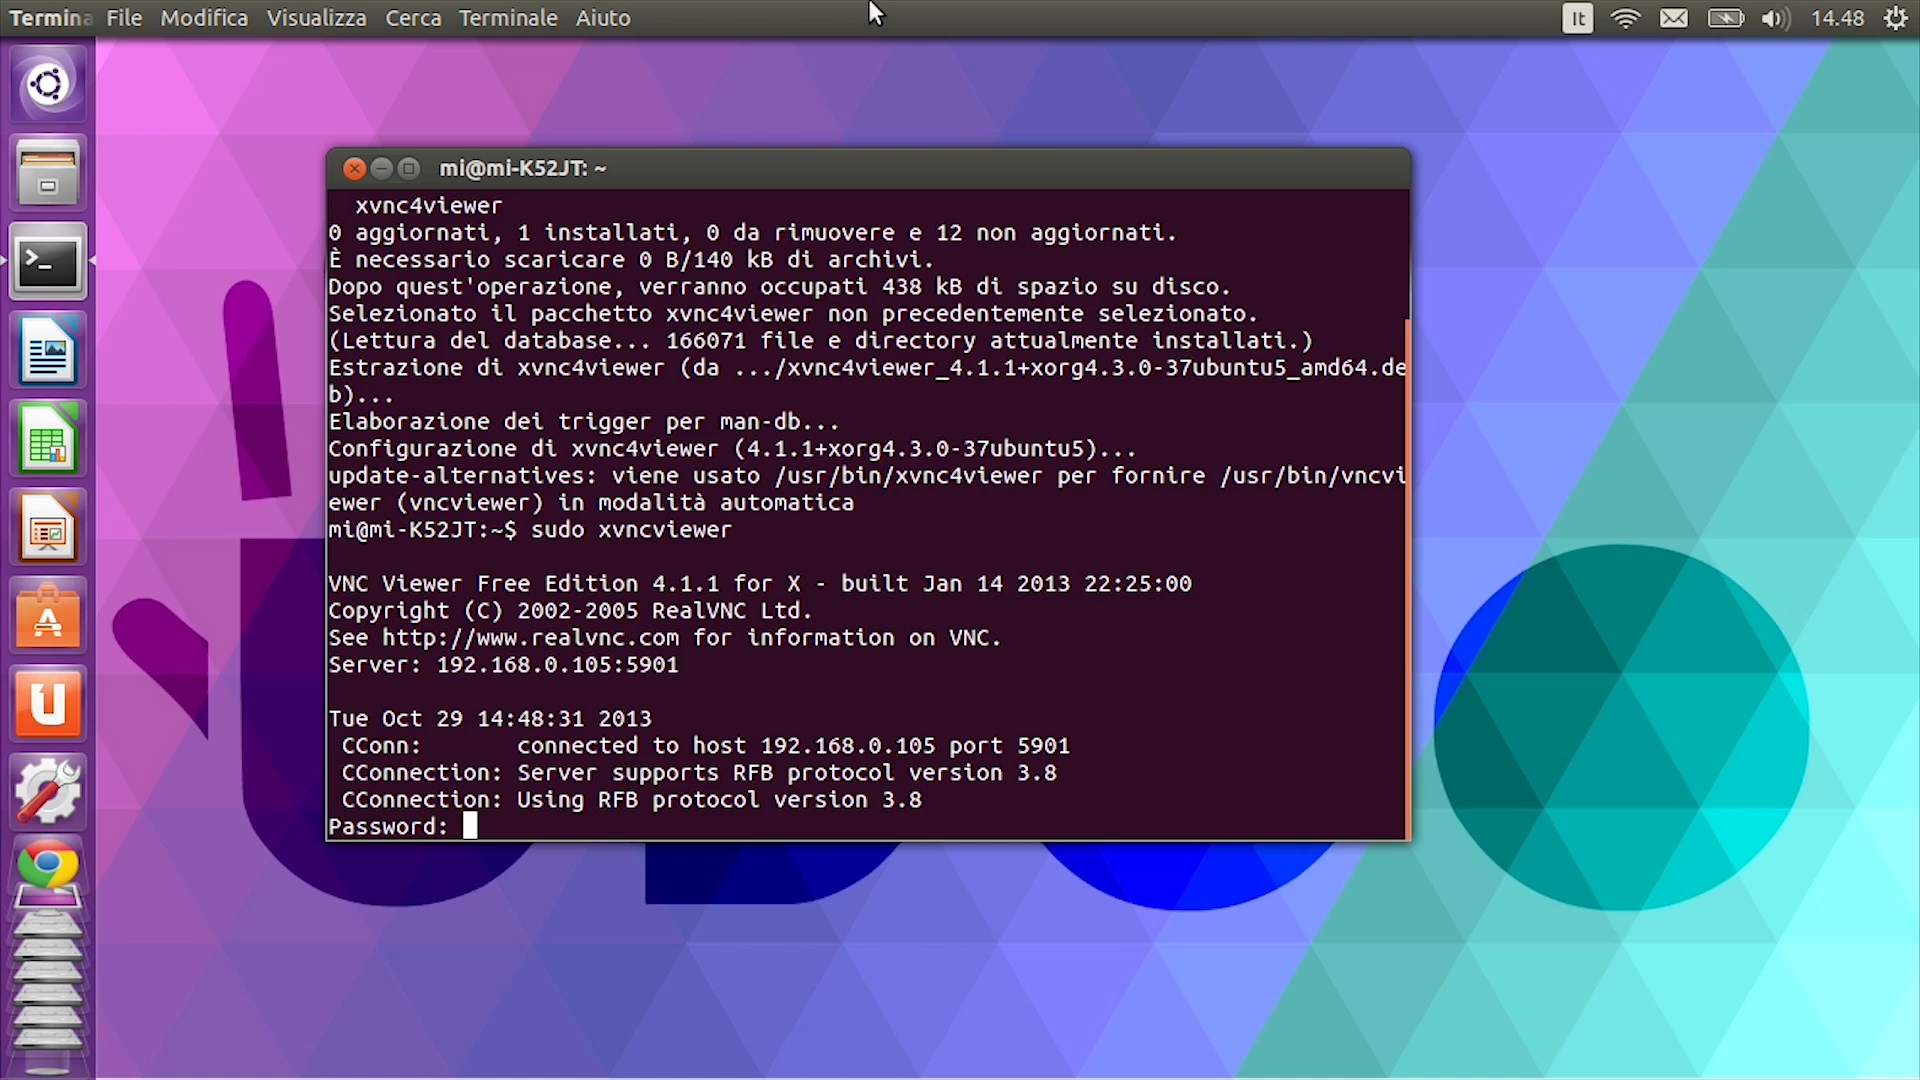 Termina File Modifica Visualizza Cerca Terminale Aiuto It 14.48
mi@mi-K52JT: ~
xvnc4viewer
0 aggiornati, 1 installati, 0 da rimuovere e 12 non aggiornati.
È necessario scaricare 0 B/140 kB di archivi.
Dopo quest'operazione, verranno occupati 438 kB di spazio su disco.
Selezionato il pacchetto xvnc4viewer non precedentemente selezionato.
(Lettura del database... 166071 file e directory attualmente installati.)
Estrazione di xvnc4viewer (da .../xvnc4viewer_4.1.1+xorg4.3.0-37ubuntu5_amd64.de
b)...
Elaborazione dei trigger per man-db...
Configurazione di xvnc4viewer (4.1.1+xorg4.3.0-37ubuntu5)...
update-alternatives: viene usato /usr/bin/xvnc4viewer per fornire /usr/bin/vncvi
ewer (vncviewer) in modalità automatica
mi@mi-K52JT:~$ sudo xvncviewer
VNC Viewer Free Edition 4.1.1 for X - built Jan 14 2013 22:25:00
Copyright (C) 2002-2005 RealVNC Ltd.
See http://www.realvnc.com for information on VNC.
Server: 192.168.0.105:5901
Tue Oct 29 14:48:31 2013
CConn: connected to host 192.168.0.105 port 5901
CConnection: Server supports RFB protocol version 3.8
CConnection: Using RFB protocol version 3.8
Password: